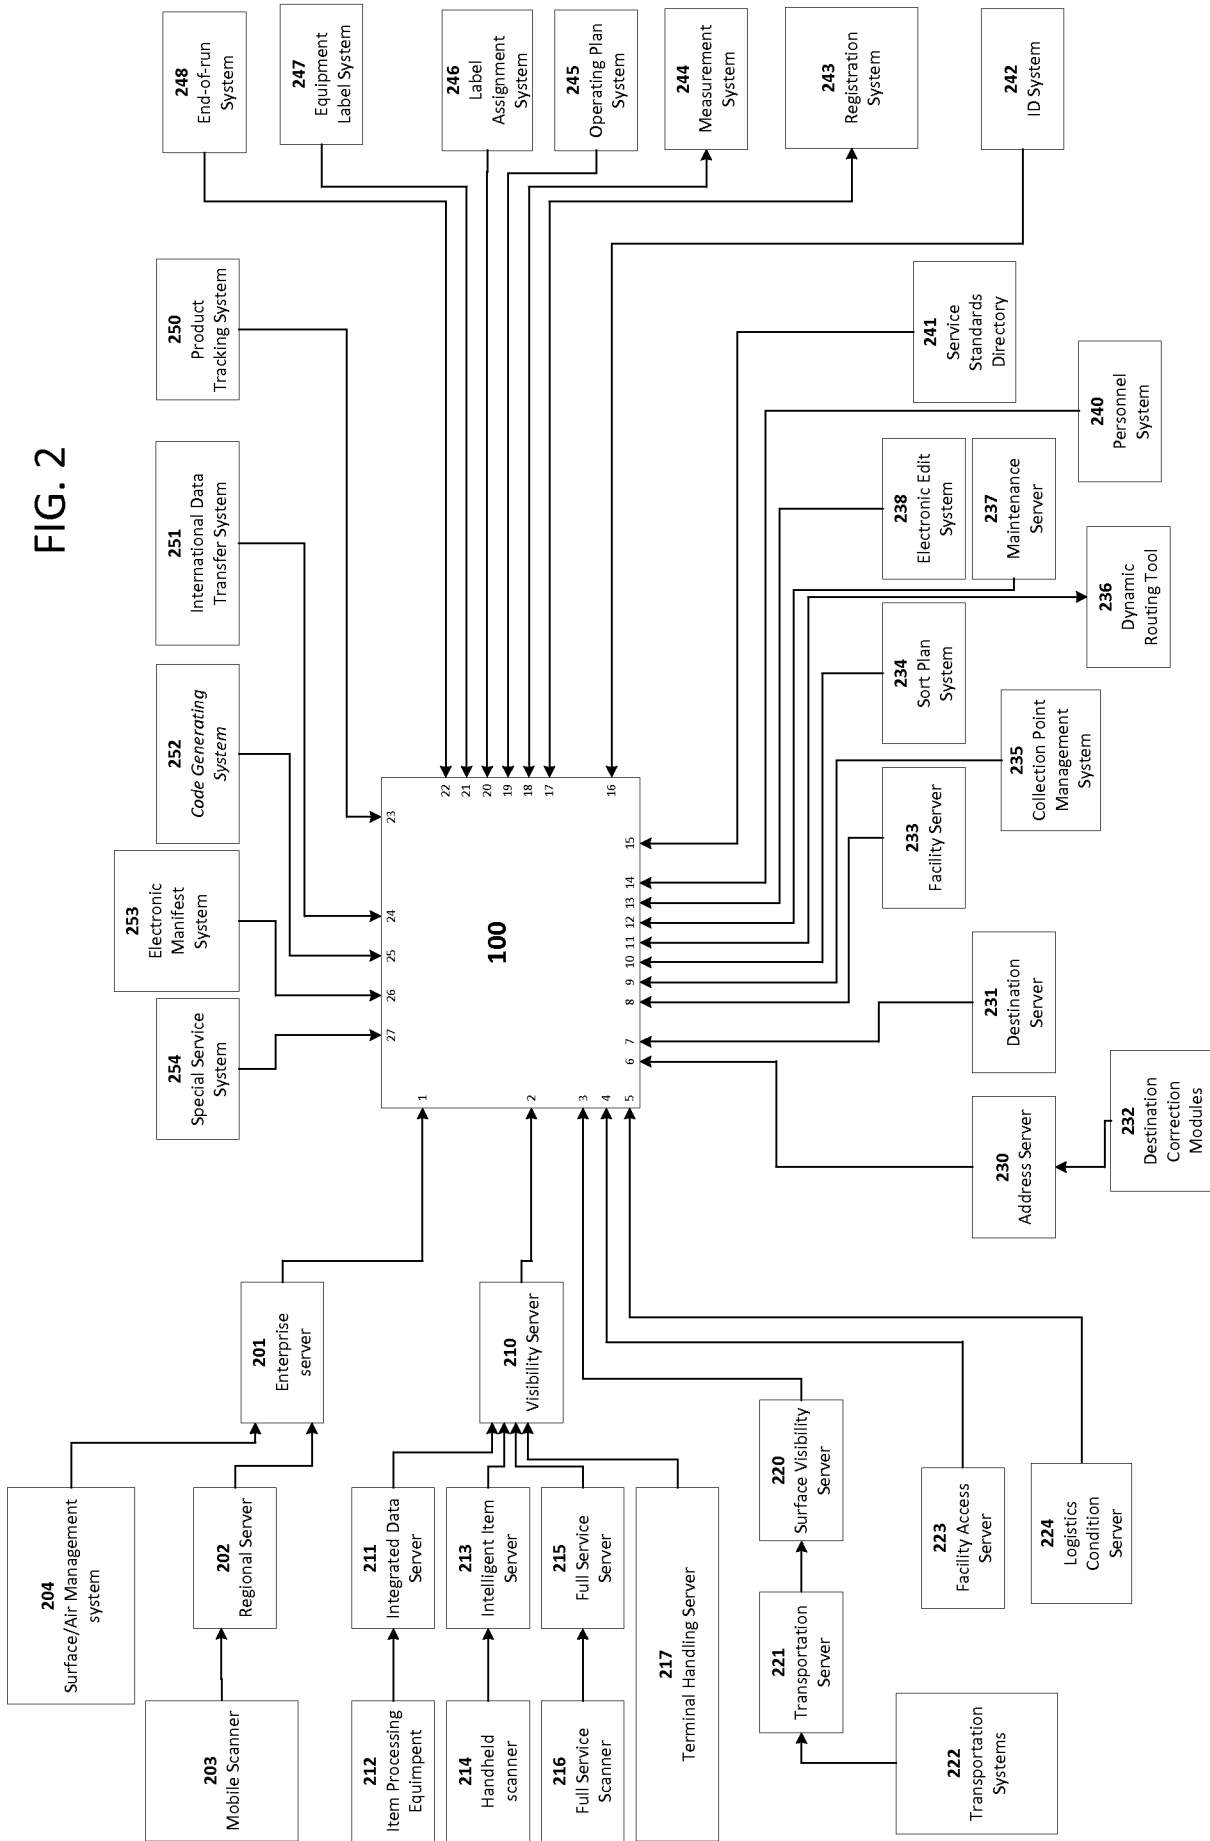 FIG. 2
204
Surface/Air Management
system
203
Mobile Scanner
202
Regional Server
201
Enterprise
server
212
Item Processing
Equimpent
211
Integrated Data
Server
214
Handheld
scanner
213
Intelligent Item
Server
216
Full Service
Scanner
215
Full Service
Server
217
Terminal Handling Server
210
Visibility Server
222
Transportation
Systems
221
Transportation
Server
220
Surface Visibility
Server
223
Facility Access
Server
224
Logistics
Condition
Server
254
Special Service
System
253
Electronic
Manifest
System
252
Code Generating
System
251
International Data
Transfer System
250
Product
Tracking System
248
End-of-run
System
247
Equipment
Label System
246
Label
Assignment
System
245
Operating Plan
System
244
Measurement
System
243
Registration
System
242
ID System
100
1
2
3
4
5
6
7
8
9
10
11
12
13
14
15
16
17
18
19
20
21
22
23
24
25
26
27
230
Address Server
232
Destination
Correction
Modules
231
Destination
Server
233
Facility Server
235
Collection Point
Management
System
234
Sort Plan
System
236
Dynamic
Routing Tool
237
Maintenance
Server
238
Electronic Edit
System
240
Personnel
System
241
Service
Standards
Directory